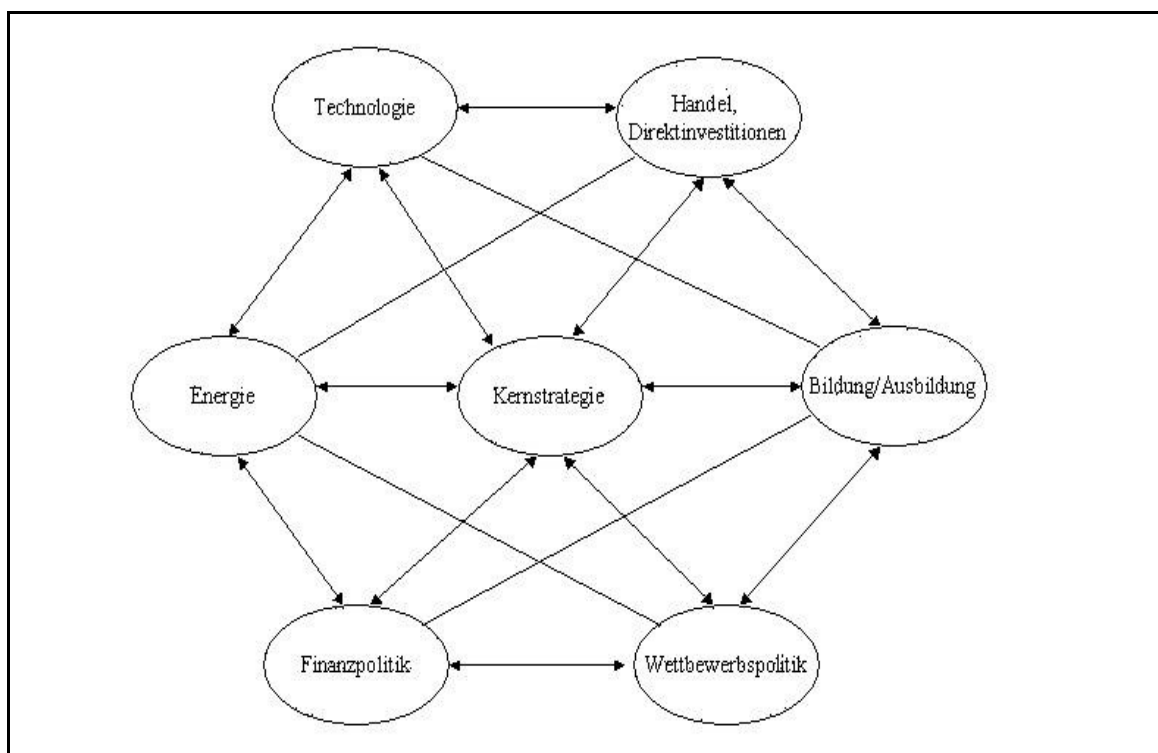 Technologie
Handel,
Direktinvestitionen
Energie
Kernstrategie
Bildung/Ausbildung
Finanzpolitik
Wettbewerbspolitik